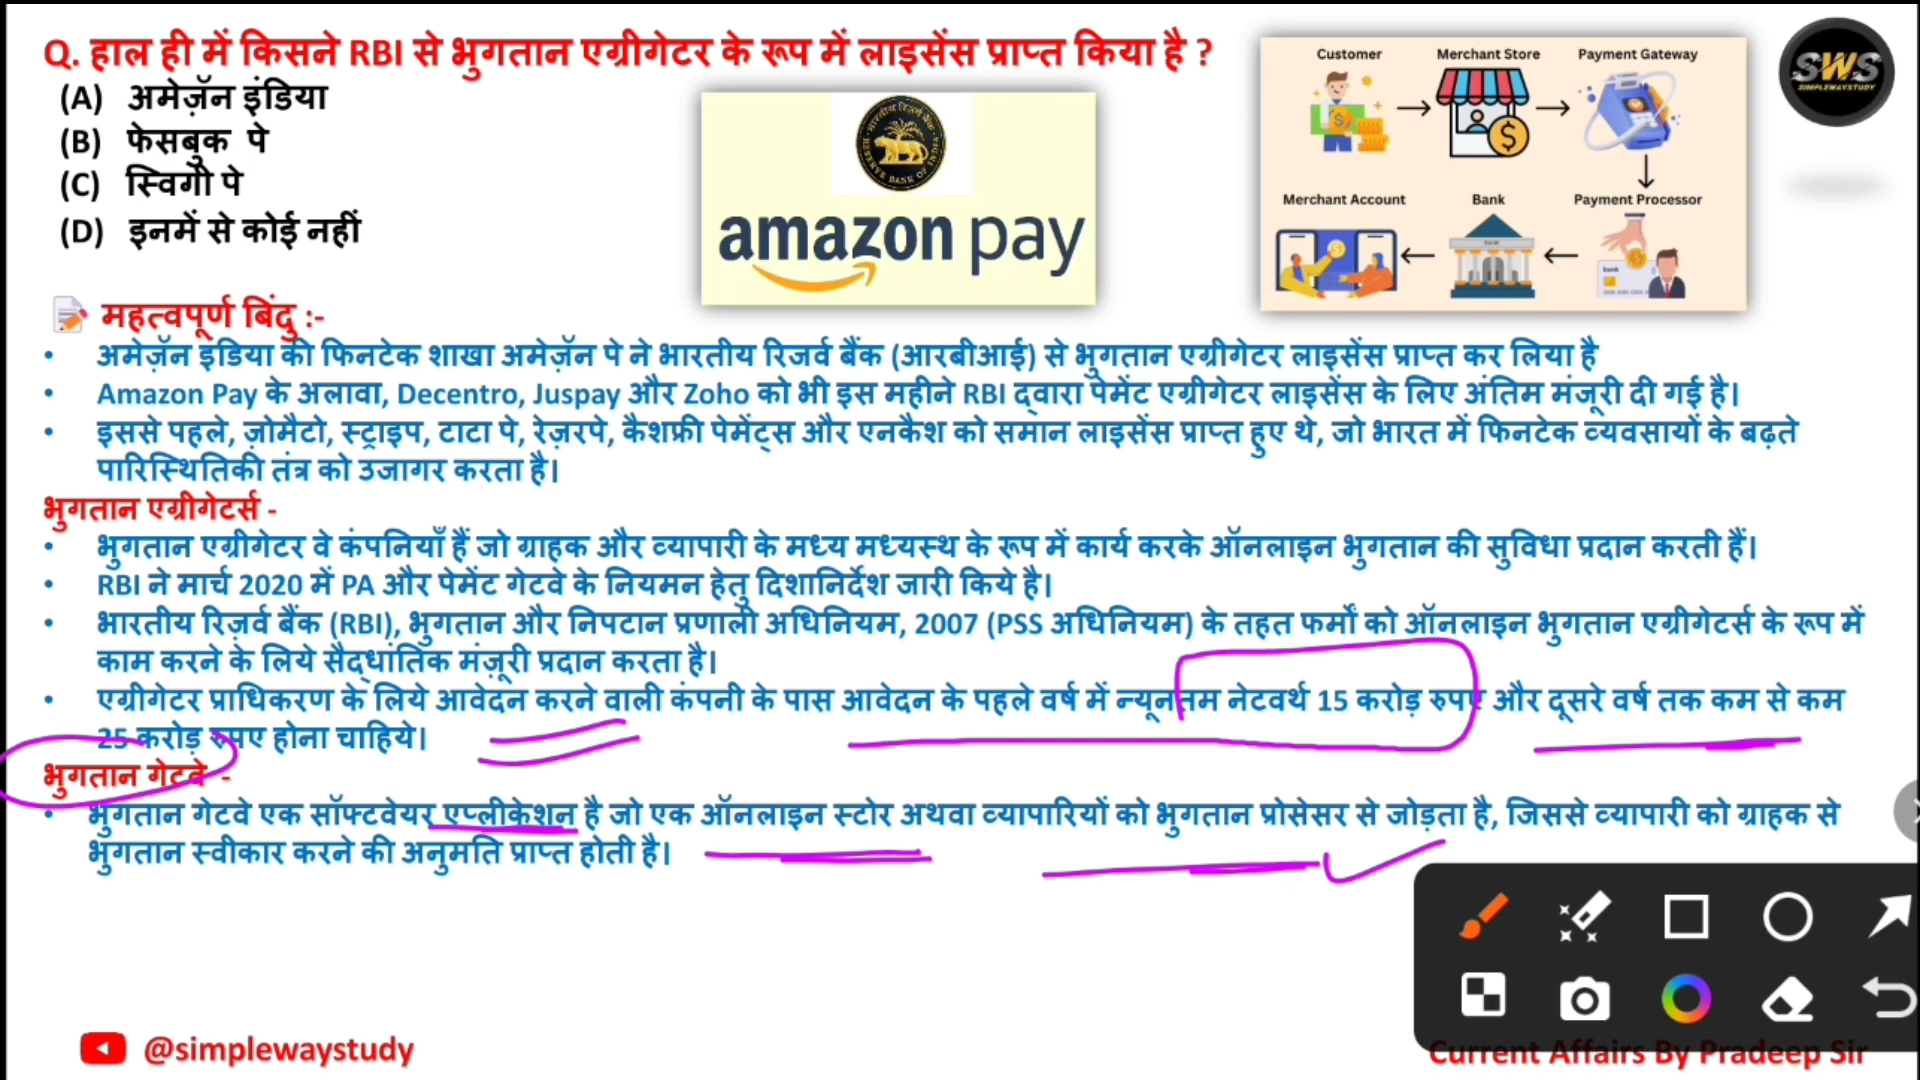 Q. हाल ही में किसने RBI से भुगतान एग्रीगेटर के रूप में लाइसेंस प्राप्त किया है ?
(A) अमेज़ॅन इंडिया
(B) फेसबुक पे
(C) स्विगी पे
(D) इनमें से कोई नहीं
RESERVE BANK OF INDIA
amazon pay
Customer Merchant Store Payment Gateway
Merchant Account Bank Payment Processor
SWS
SIMPLEWAYSTUDY
महत्वपूर्ण बिंदु :-
• अमेज़ॅन इंडिया की फिनटेक शाखा अमेज़ॅन पे ने भारतीय रिजर्व बैंक (आरबीआई) से भुगतान एग्रीगेटर लाइसेंस प्राप्त कर लिया है
• Amazon Pay के अलावा, Decentro, Juspay और Zoho को भी इस महीने RBI द्वारा पेमेंट एग्रीगेटर लाइसेंस के लिए अंतिम मंजूरी दी गई है।
• इससे पहले, ज़ोमैटो, स्ट्राइप, टाटा पे, रेज़रपे, कैशफ्री पेमेंट्स और एनकैश को समान लाइसेंस प्राप्त हुए थे, जो भारत में फिनटेक व्यवसायों के बढ़ते
पारिस्थितिकी तंत्र को उजागर करता है।
भुगतान एग्रीगेटर्स -
• भुगतान एग्रीगेटर वे कंपनियाँ हैं जो ग्राहक और व्यापारी के मध्य मध्यस्थ के रूप में कार्य करके ऑनलाइन भुगतान की सुविधा प्रदान करती हैं।
• RBI ने मार्च 2020 में PA और पेमेंट गेटवे के नियमन हेतु दिशानिर्देश जारी किये है।
• भारतीय रिज़र्व बैंक (RBI), भुगतान और निपटान प्रणाली अधिनियम, 2007 (PSS अधिनियम) के तहत फर्मों को ऑनलाइन भुगतान एग्रीगेटर्स के रूप में
काम करने के लिये सैद्धांतिक मंज़ूरी प्रदान करता है।
• एग्रीगेटर प्राधिकरण के लिये आवेदन करने वाली कंपनी के पास आवेदन के पहले वर्ष में न्यूनतम नेटवर्थ 15 करोड़ रुपए और दूसरे वर्ष तक कम से कम
25 करोड़ रुपए होना चाहिये।
भुगतान गेटवे -
• भुगतान गेटवे एक सॉफ्टवेयर एप्लीकेशन है जो एक ऑनलाइन स्टोर अथवा व्यापारियों को भुगतान प्रोसेसर से जोड़ता है, जिससे व्यापारी को ग्राहक से
भुगतान स्वीकार करने की अनुमति प्राप्त होती है।
@simplewaystudy
Current Affairs By Pradeep Sir